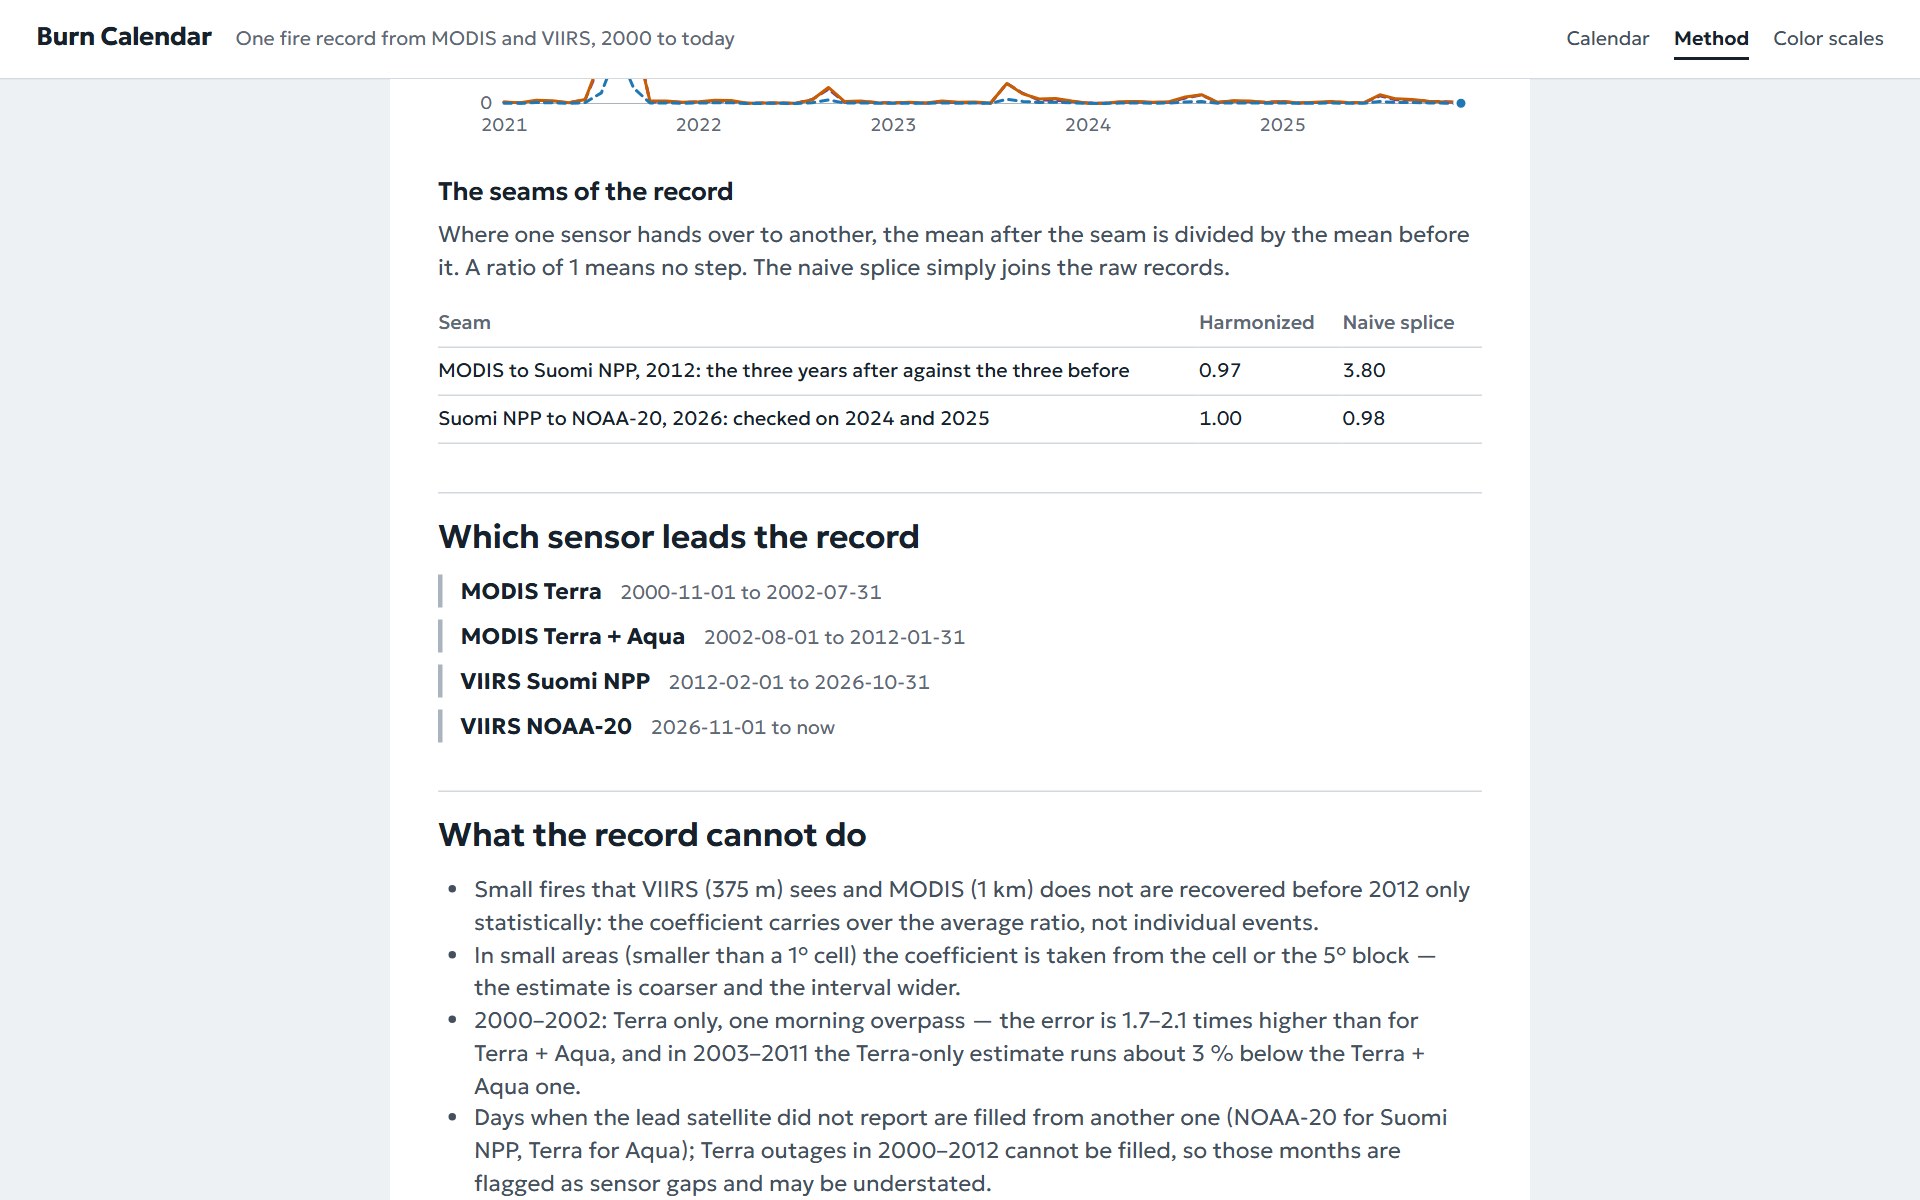 Burn Calendar One fire record from MODIS and VIIRS, 2000 to today Calendar Method Color scales
0
2021 2022 2023 2024 2025
The seams of the record
Where one sensor hands over to another, the mean after the seam is divided by the mean before
it. A ratio of 1 means no step. The naive splice simply joins the raw records.
Seam Harmonized Naive splice
MODIS to Suomi NPP, 2012: the three years after against the three before 0.97 3.80
Suomi NPP to NOAA-20, 2026: checked on 2024 and 2025 1.00 0.98
Which sensor leads the record
MODIS Terra 2000-11-01 to 2002-07-31
MODIS Terra + Aqua 2002-08-01 to 2012-01-31
VIIRS Suomi NPP 2012-02-01 to 2026-10-31
VIIRS NOAA-20 2026-11-01 to now
What the record cannot do
• Small fires that VIIRS (375 m) sees and MODIS (1 km) does not are recovered before 2012 only
statistically: the coefficient carries over the average ratio, not individual events.
• In small areas (smaller than a 1° cell) the coefficient is taken from the cell or the 5° block —
the estimate is coarser and the interval wider.
• 2000–2002: Terra only, one morning overpass — the error is 1.7–2.1 times higher than for
Terra + Aqua, and in 2003–2011 the Terra-only estimate runs about 3 % below the Terra +
Aqua one.
• Days when the lead satellite did not report are filled from another one (NOAA-20 for Suomi
NPP, Terra for Aqua); Terra outages in 2000–2012 cannot be filled, so those months are
flagged as sensor gaps and may be understated.